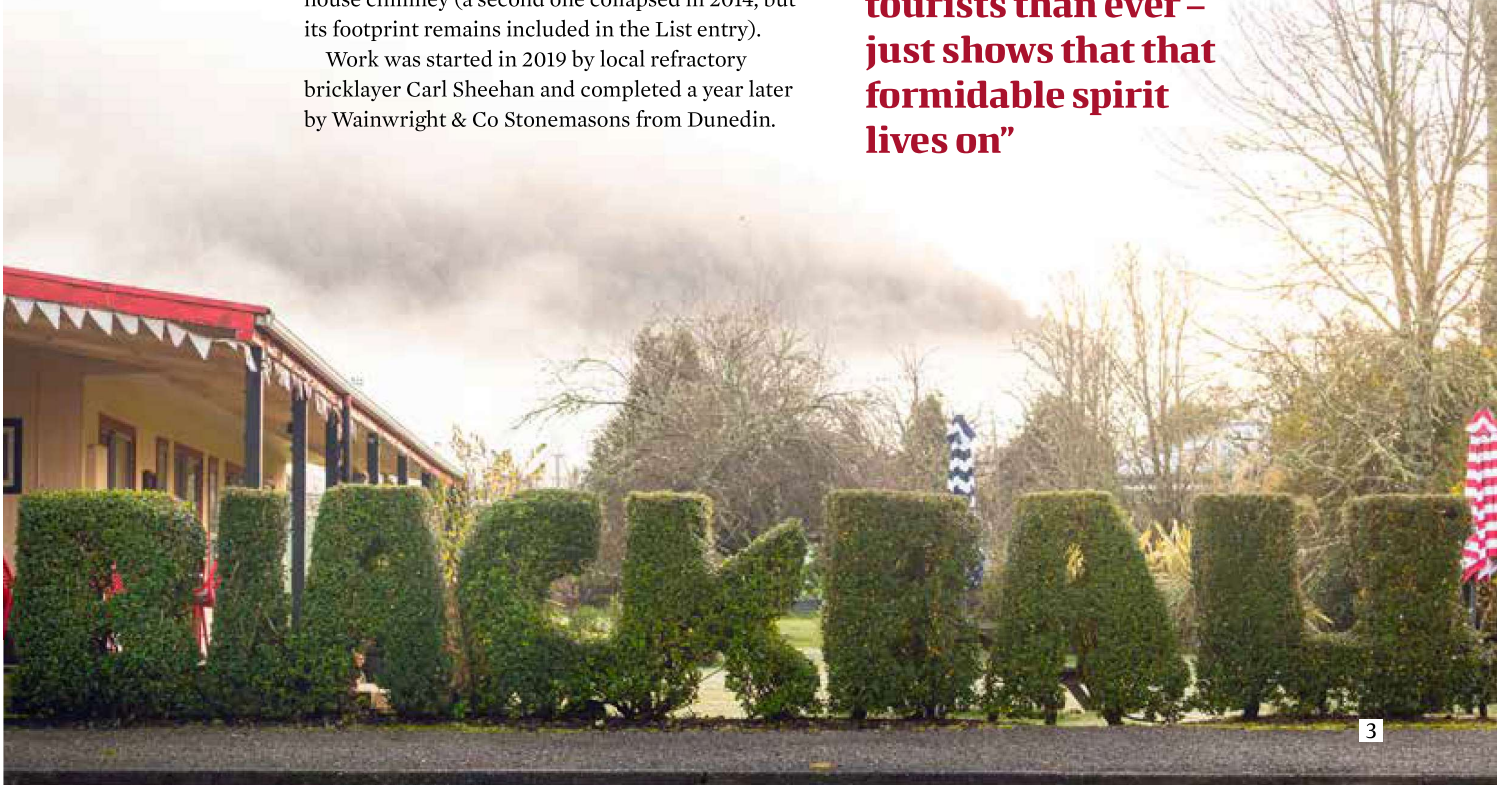 house chimney (a second one collapsed in 2014, but
its footprint remains included in the List entry).
Work was started in 2019 by local refractory
bricklayer Carl Sheehan and completed a year later
by Wainwright & Co Stonemasons from Dunedin.
tourists than ever –
just shows that that
formidable spirit
lives on”
BLACKBALL
3